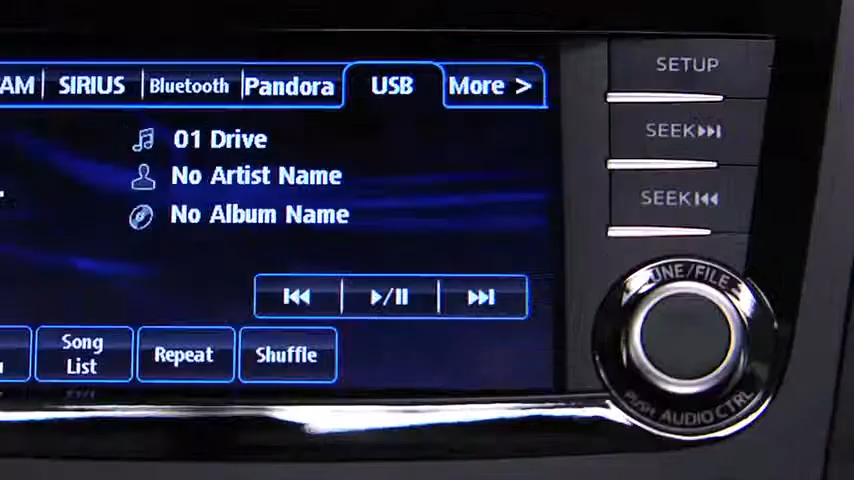 AM SIRIUS Bluetooth Pandora USB More >
SETUP
01 Drive
SEEK
No Artist Name
SEEK
No Album Name
TUNE/FILE
Song List
Repeat
Shuffle
PUSH AUDIO CTRL